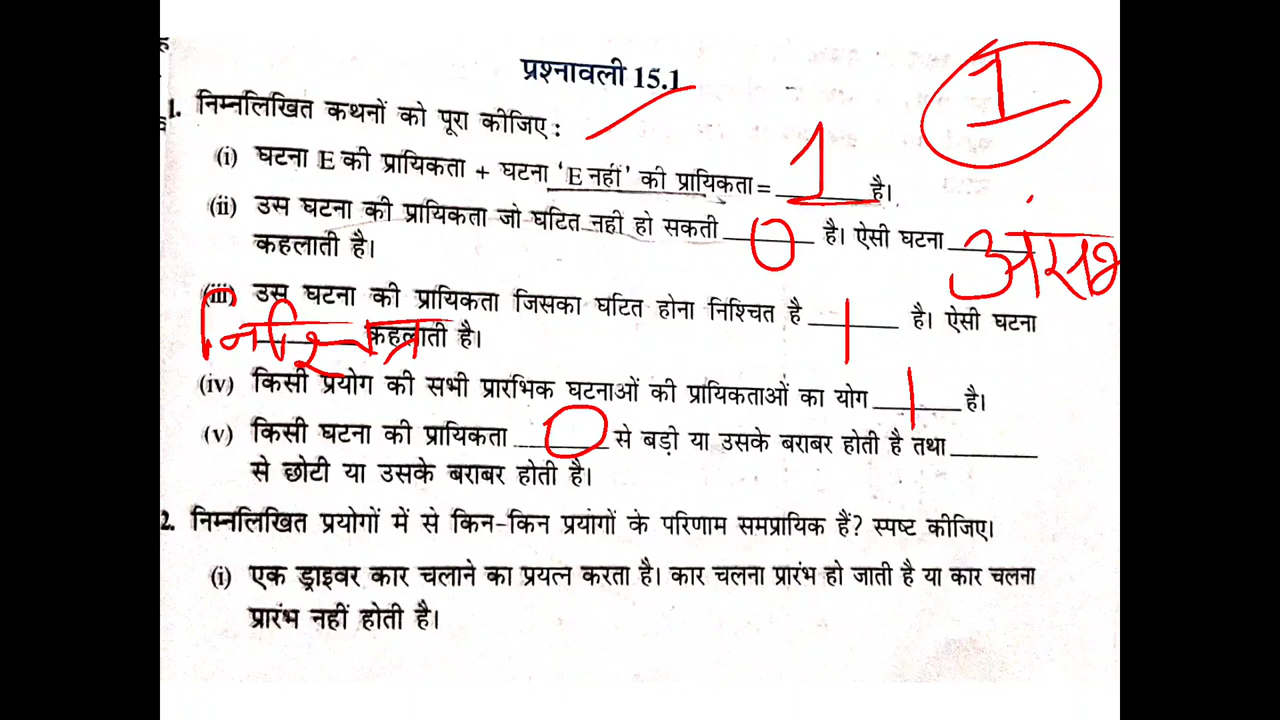 प्रश्नावली 15.1
1
1. निम्नलिखित कथनों को पूरा कीजिए :
(i) घटना E की प्रायिकता + घटना 'E नहीं' की प्रायिकता = 1 है।
(ii) उस घटना की प्रायिकता जो घटित नहीं हो सकती 0 है। ऐसी घटना
कहलाती है।
(iii) उस घटना की प्रायिकता जिसका घटित होना निश्चित है 1 है। ऐसी घटना
कहलाती है।
(iv) किसी प्रयोग की सभी प्रारंभिक घटनाओं की प्रायिकताओं का योग 1 है।
(v) किसी घटना की प्रायिकता 0 से बड़ी या उसके बराबर होती है तथा ______
से छोटी या उसके बराबर होती है।
2. निम्नलिखित प्रयोगों में से किन-किन प्रयोगों के परिणाम समप्रायिक हैं? स्पष्ट कीजिए।
(i) एक ड्राइवर कार चलाने का प्रयत्न करता है। कार चलना प्रारंभ हो जाती है या कार चलना
प्रारंभ नहीं होती है।